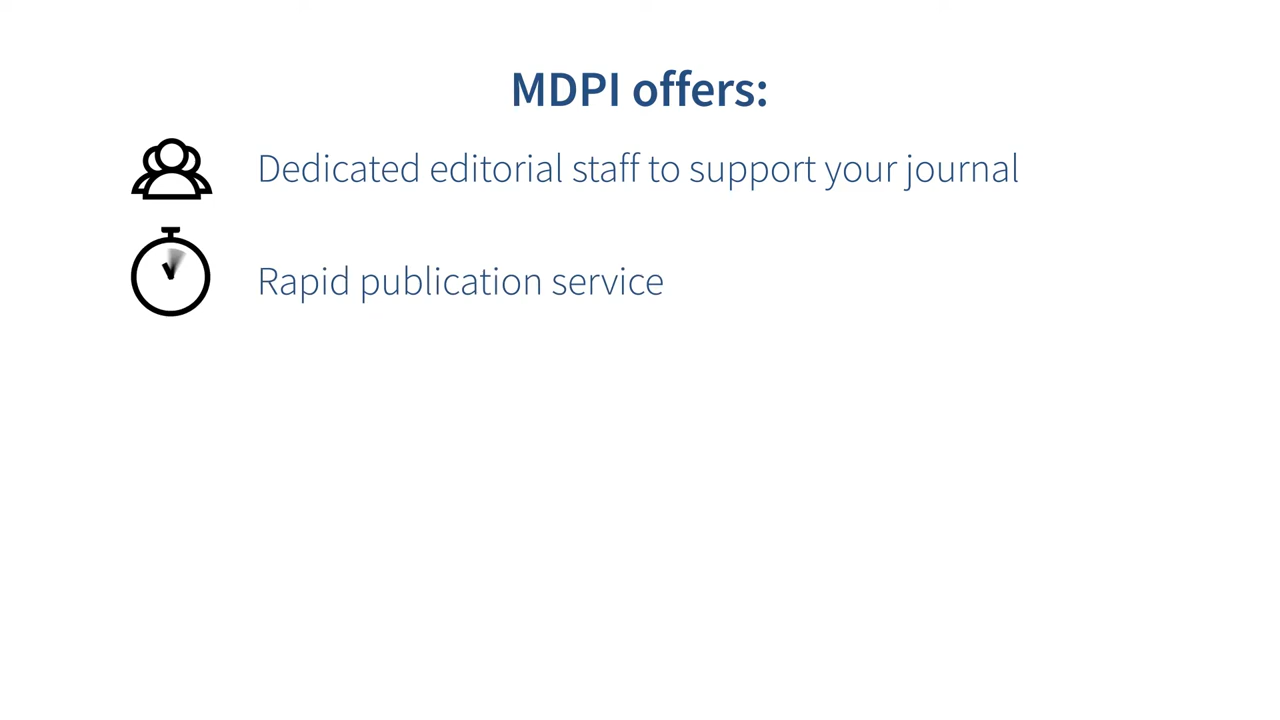 MDPI offers:
Dedicated editorial staff to support your journal
Rapid publication service